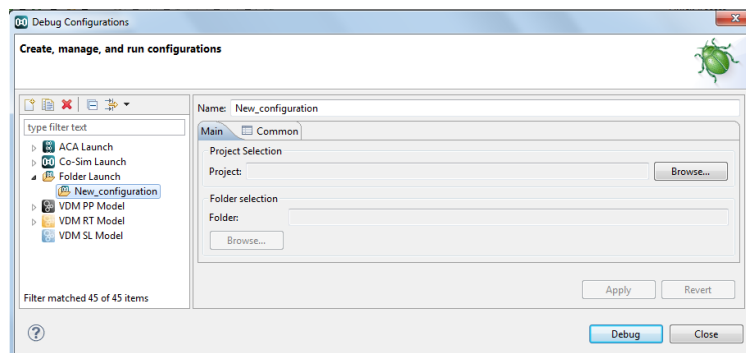 Debug Configurations
Create, manage, and run configurations
type filter text
ACA Launch
Co-Sim Launch
Folder Launch
New_configuration
VDM PP Model
VDM RT Model
VDM SL Model
Filter matched 45 of 45 items
Name: New_configuration
Main Common
Project Selection
Project: Browse...
Folder selection
Folder:
Browse...
Apply Revert
Debug Close